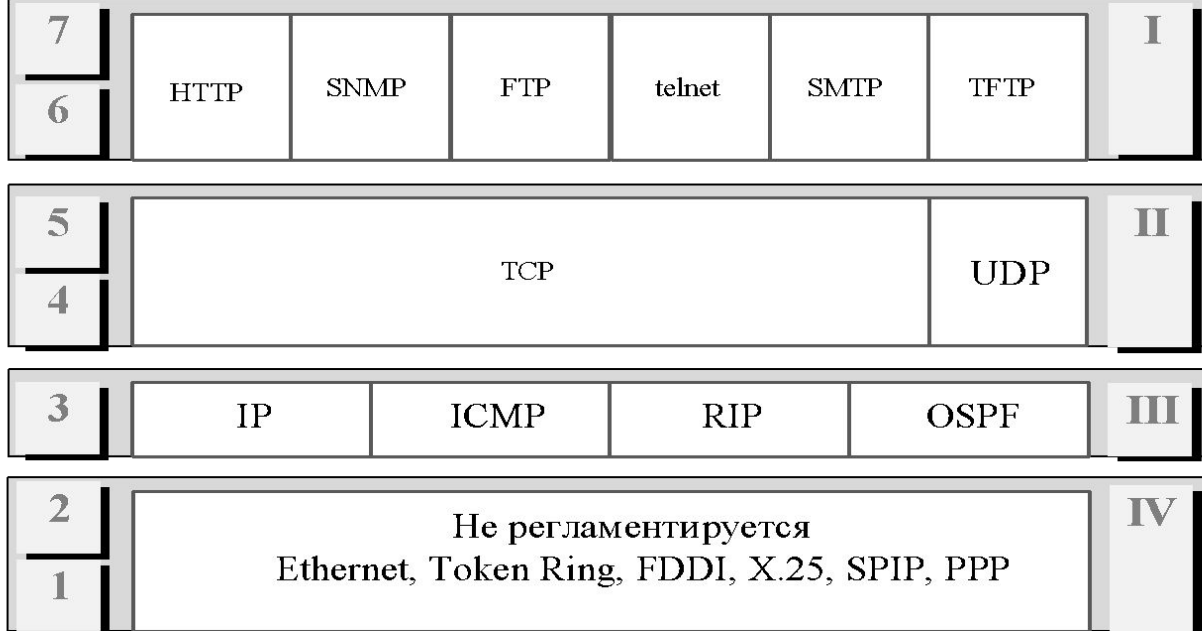 7
I
HTTP SNMP FTP telnet SMTP TFTP
6
5
II
TCP UDP
4
3 IP ICMP RIP OSPF III
2
IV
Не регламентируется
Ethernet, Token Ring, FDDI, X.25, SPIP, PPP
1